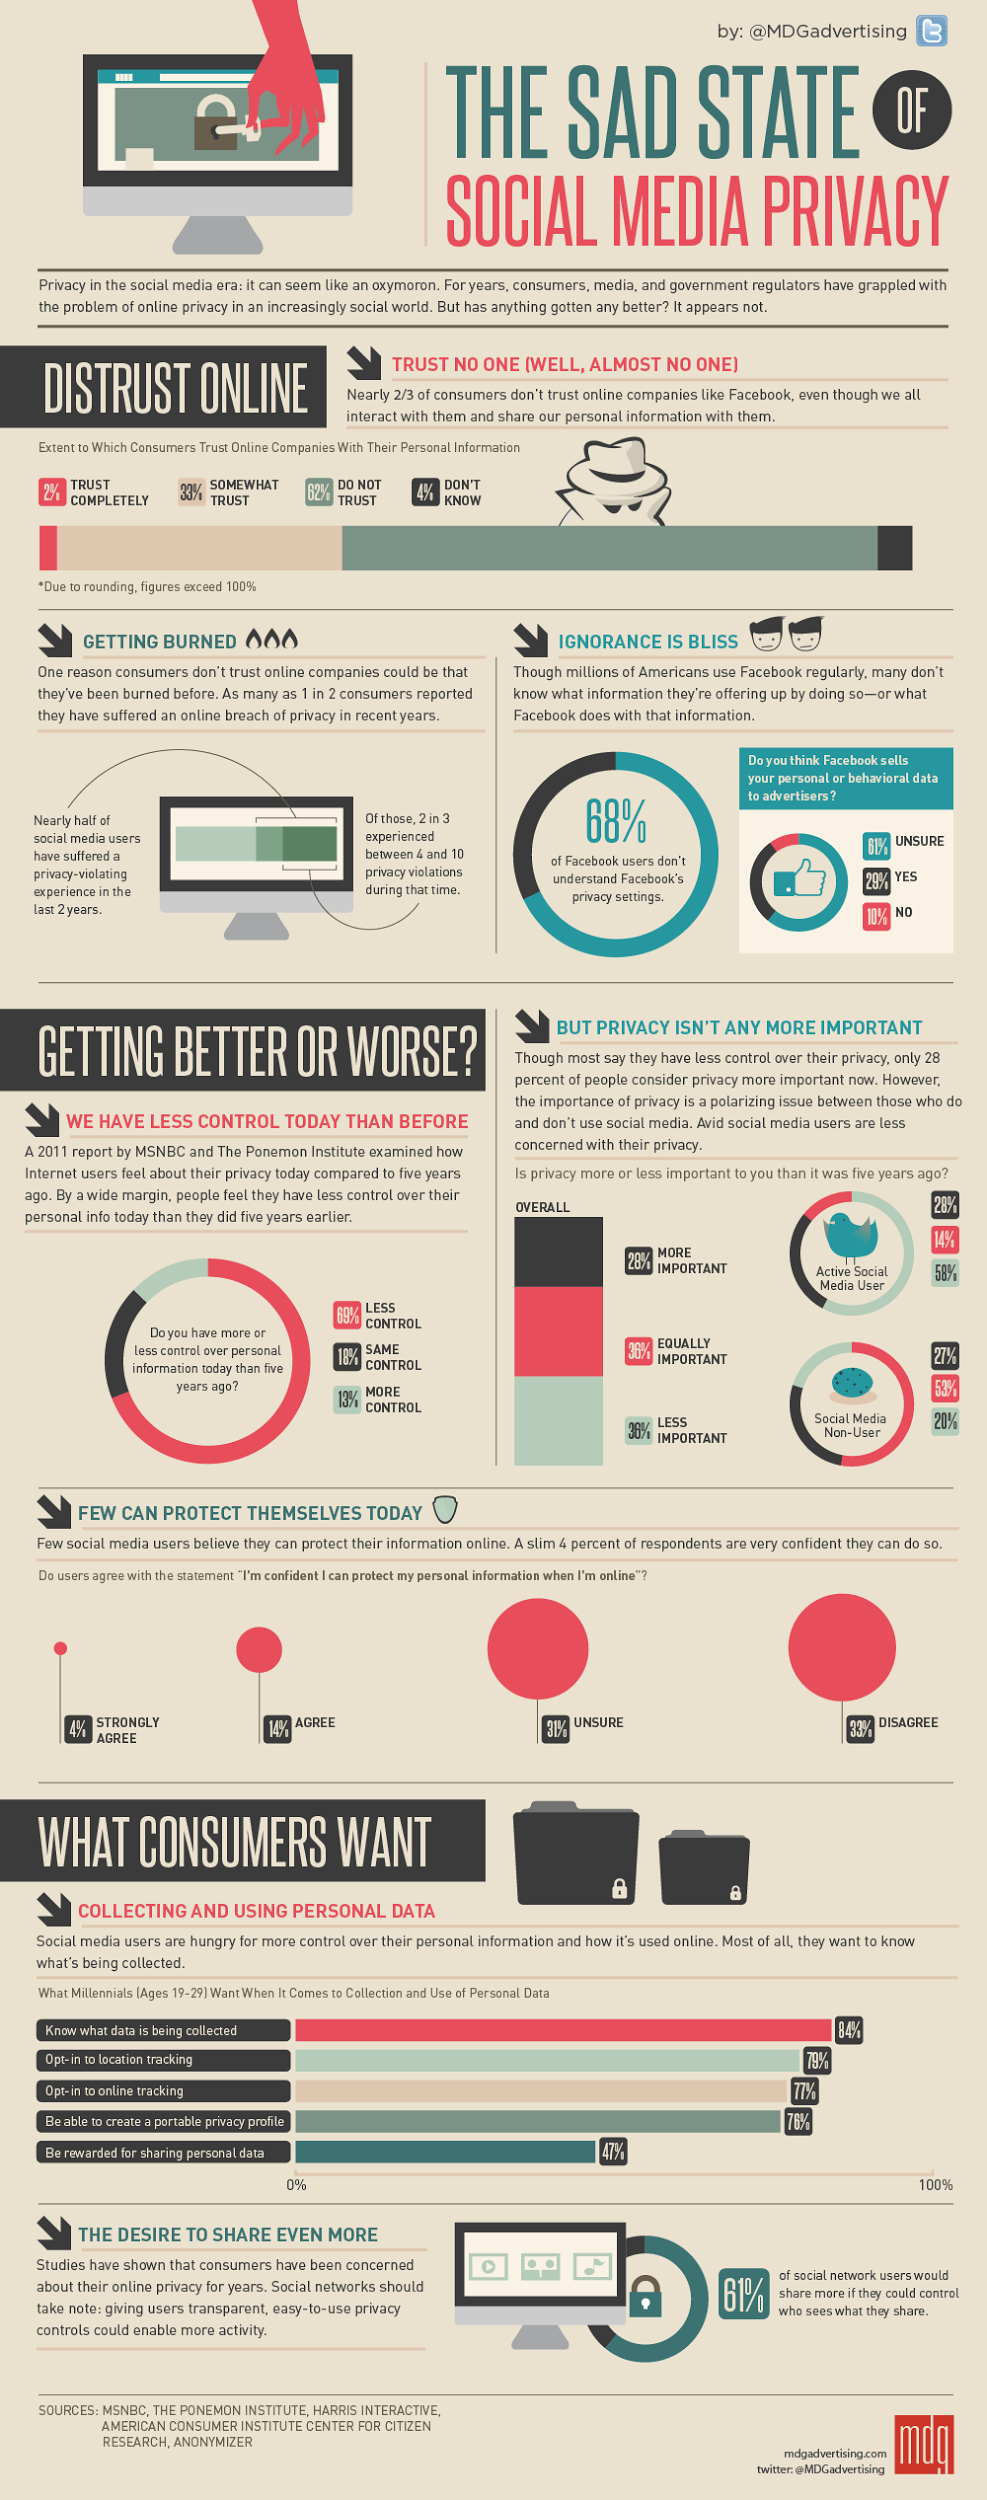 by: @MDGadvertising
THE SAD STATE OF
SOCIAL MEDIA PRIVACY
Privacy in the social media era: it can seem like an oxymoron. For years, consumers, media, and government regulators have grappled with
the problem of online privacy in an increasingly social world. But has anything gotten any better? It appears not.
DISTRUST ONLINE
TRUST NO ONE (WELL, ALMOST NO ONE)
Nearly 2/3 of consumers don't trust online companies like Facebook, even though we all
interact with them and share our personal information with them.
Extent to Which Consumers Trust Online Companies With Their Personal Information
2% TRUST
COMPLETELY
33% SOMEWHAT
TRUST
62% DO NOT
TRUST
4% DON'T
KNOW
*Due to rounding, figures exceed 100%
GETTING BURNED
One reason consumers don't trust online companies could be that
they've been burned before. As many as 1 in 2 consumers reported
they have suffered an online breach of privacy in recent years.
Nearly half of
social media users
have suffered a
privacy-violating
experience in the
last 2 years.
Of those, 2 in 3
experienced
between 4 and 10
privacy violations
during that time.
IGNORANCE IS BLISS
Though millions of Americans use Facebook regularly, many don't
know what information they're offering up by doing so—or what
Facebook does with that information.
68%
of Facebook users don't
understand Facebook's
privacy settings.
Do you think Facebook sells
your personal or behavioral data
to advertisers?
61% UNSURE
29% YES
10% NO
GETTING BETTER OR WORSE?
WE HAVE LESS CONTROL TODAY THAN BEFORE
A 2011 report by MSNBC and The Ponemon Institute examined how
Internet users feel about their privacy today compared to five years
ago. By a wide margin, people feel they have less control over their
personal info today than they did five years earlier.
Do you have more or
less control over personal
information today than five
years ago?
69% LESS
CONTROL
18% SAME
CONTROL
13% MORE
CONTROL
BUT PRIVACY ISN'T ANY MORE IMPORTANT
Though most say they have less control over their privacy, only 28
percent of people consider privacy more important now. However,
the importance of privacy is a polarizing issue between those who do
and don't use social media. Avid social media users are less
concerned with their privacy.
Is privacy more or less important to you than it was five years ago?
OVERALL
28% MORE
IMPORTANT
36% EQUALLY
IMPORTANT
36% LESS
IMPORTANT
Active Social
Media User
28%
14%
58%
Social Media
Non-User
27%
53%
20%
FEW CAN PROTECT THEMSELVES TODAY
Few social media users believe they can protect their information online. A slim 4 percent of respondents are very confident they can do so.
Do users agree with the statement "I'm confident I can protect my personal information when I'm online"?
4% STRONGLY
AGREE
14% AGREE
31% UNSURE
33% DISAGREE
WHAT CONSUMERS WANT
COLLECTING AND USING PERSONAL DATA
Social media users are hungry for more control over their personal information and how it's used online. Most of all, they want to know
what's being collected.
What Millennials (Ages 19-29) Want When It Comes to Collection and Use of Personal Data
Know what data is being collected 84%
Opt-in to location tracking 79%
Opt-in to online tracking 77%
Be able to create a portable privacy profile 76%
Be rewarded for sharing personal data 47%
0% 100%
THE DESIRE TO SHARE EVEN MORE
Studies have shown that consumers have been concerned
about their online privacy for years. Social networks should
take note: giving users transparent, easy-to-use privacy
controls could enable more activity.
61%
of social network users would
share more if they could control
who sees what they share.
SOURCES: MSNBC, THE PONEMON INSTITUTE, HARRIS INTERACTIVE,
AMERICAN CONSUMER INSTITUTE CENTER FOR CITIZEN
RESEARCH, ANONYMIZER
mdgadvertising.com
twitter: @MDGadvertising
mdg